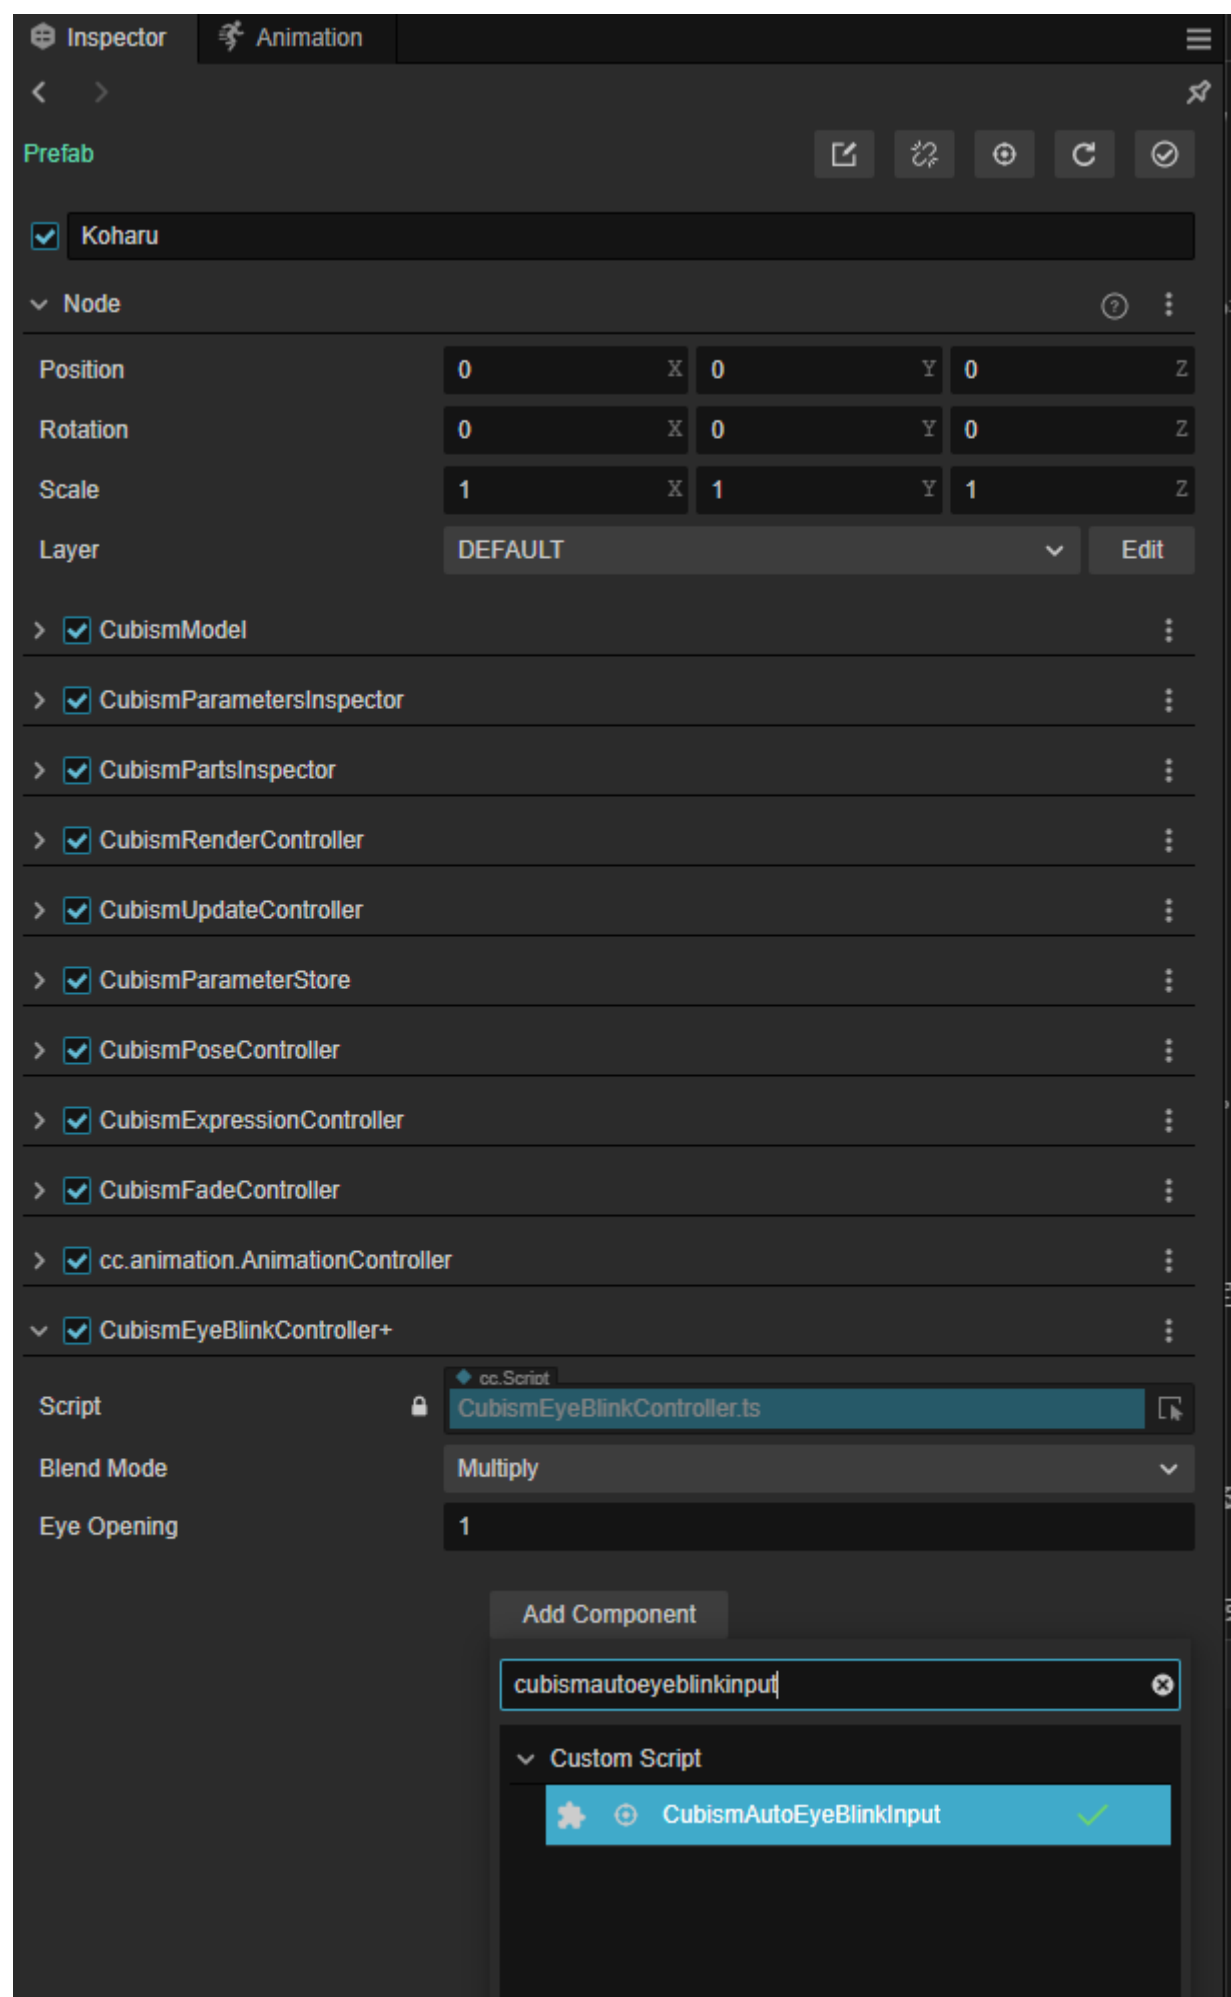 Inspector Animation
Prefab
Koharu
Node
Position 0 X 0 Y 0 Z
Rotation 0 X 0 Y 0 Z
Scale 1 X 1 Y 1 Z
Layer DEFAULT Edit
CubismModel
CubismParametersInspector
CubismPartsInspector
CubismRenderController
CubismUpdateController
CubismParameterStore
CubismPoseController
CubismExpressionController
CubismFadeController
cc.animation.AnimationController
CubismEyeBlinkController+
cc.Script
Script CubismEyeBlinkController.ts
Blend Mode Multiply
Eye Opening 1
Add Component
cubismautoeyeblinkinput
Custom Script
CubismAutoEyeBlinkInput